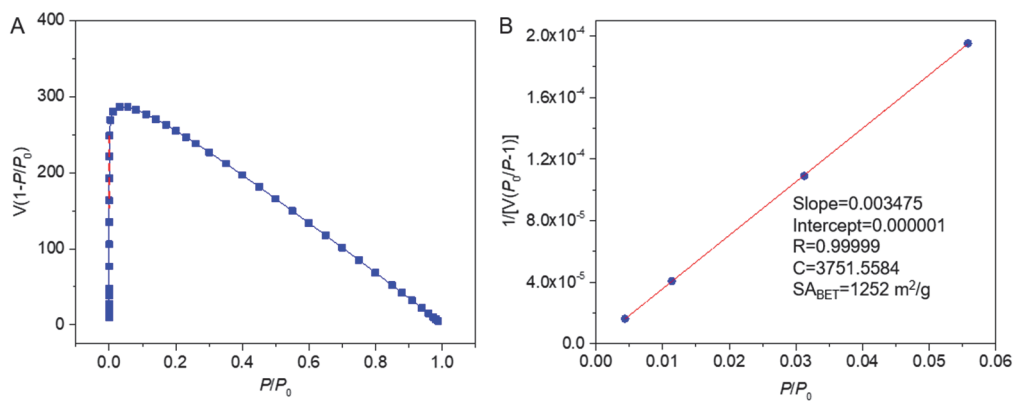 A
400
300
200
100
0
V(1-P/P₀)
0.0 0.2 0.4 0.6 0.8 1.0
P/P₀
B
2.0x10⁻⁴
1.6x10⁻⁴
1.2x10⁻⁴
8.0x10⁻⁵
4.0x10⁻⁵
0.0
1/[V(P₀/P-1)]
Slope=0.003475
Intercept=0.000001
R=0.99999
C=3751.5584
SA_BET=1252 m²/g
0.00 0.01 0.02 0.03 0.04 0.05 0.06
P/P₀